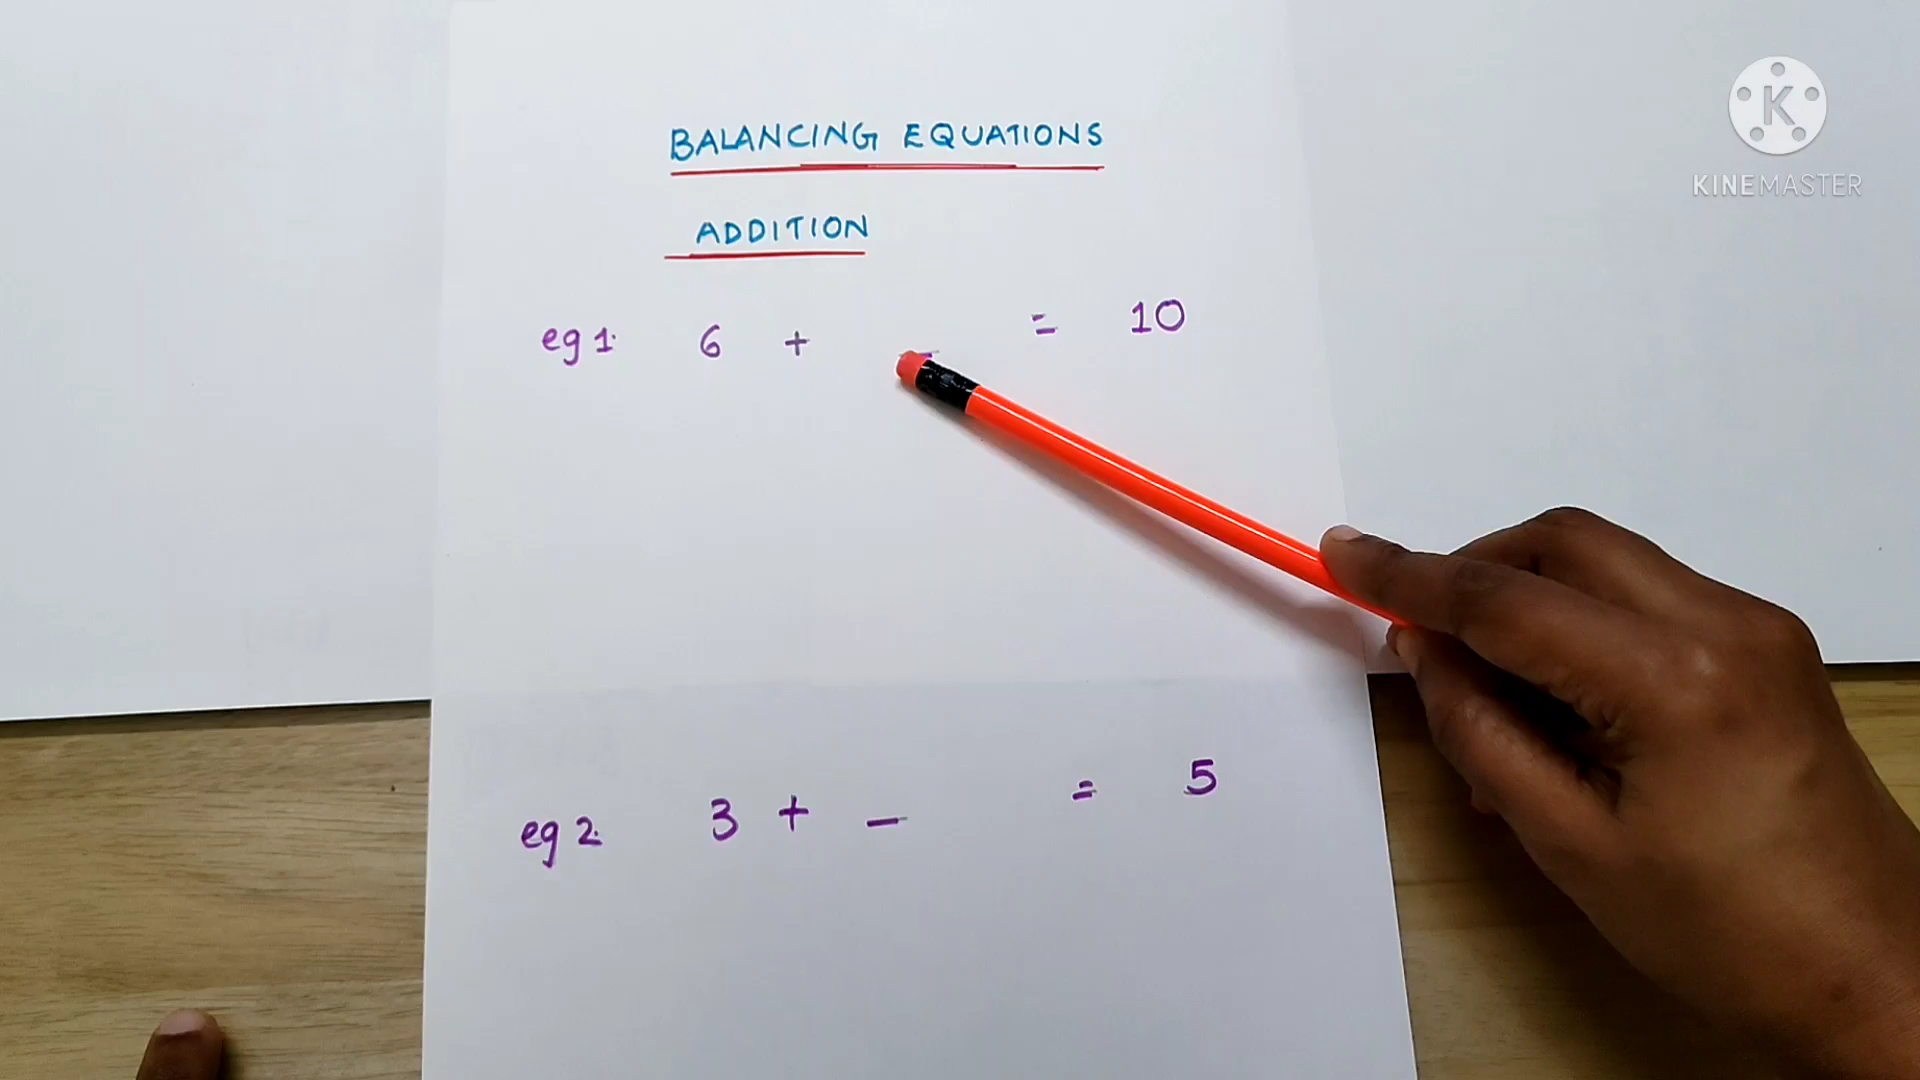 BALANCING EQUATIONS
ADDITION
eg 1. 6 + _ = 10
eg 2. 3 + _ = 5
K
KINEMASTER